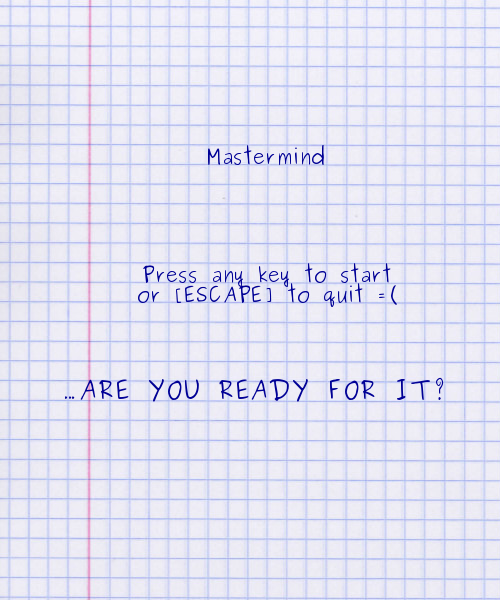 Mastermind
Press any key to start
or [ESCAPE] to quit =(
...ARE YOU READY FOR IT?